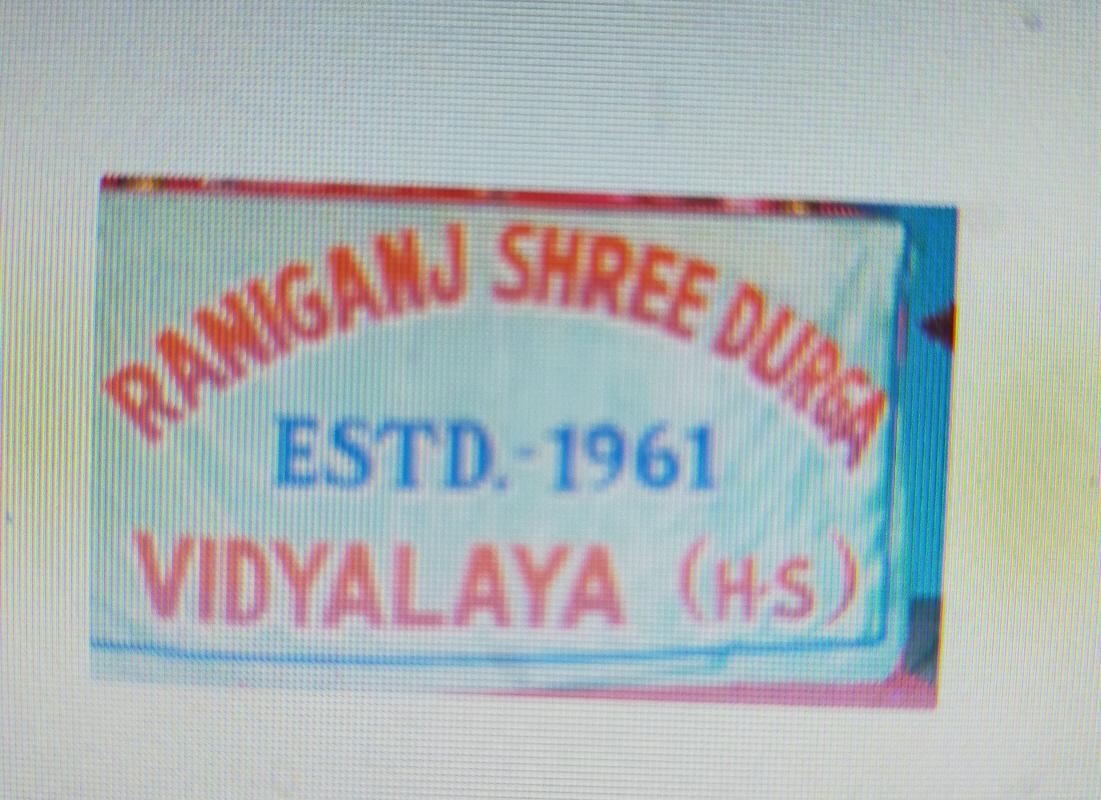 RANIGANJ SHREE DURGA
ESTD.-1961
VIDYALAYA (H.S)